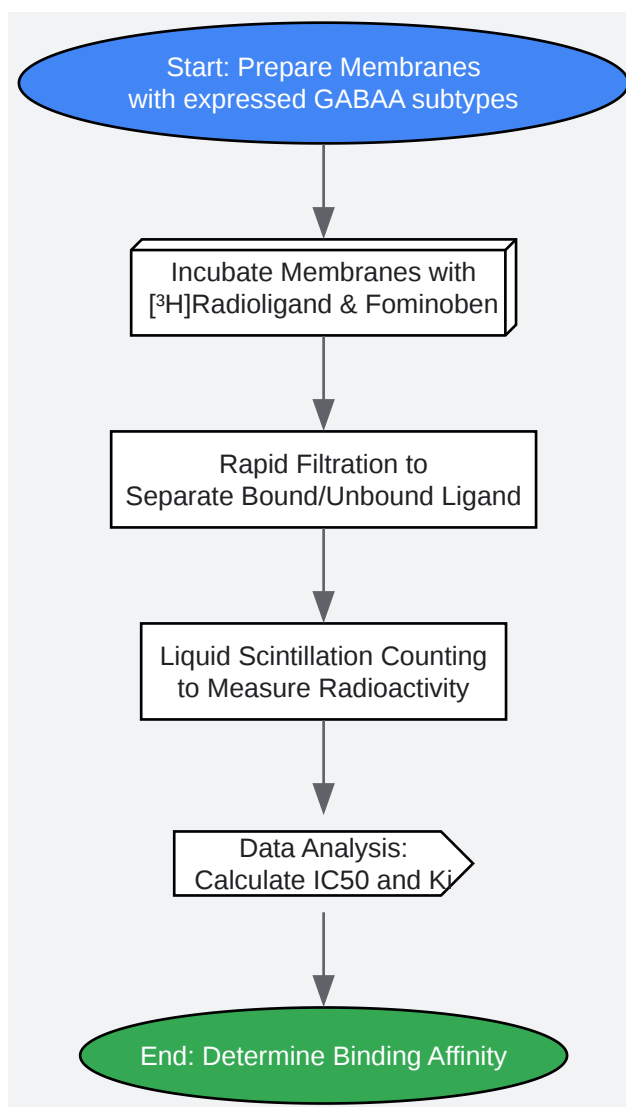 Start: Prepare Membranes
with expressed GABAA subtypes
Incubate Membranes with
[³H]Radioligand & Fominoben
Rapid Filtration to
Separate Bound/Unbound Ligand
Liquid Scintillation Counting
to Measure Radioactivity
Data Analysis:
Calculate IC50 and Ki
End: Determine Binding Affinity